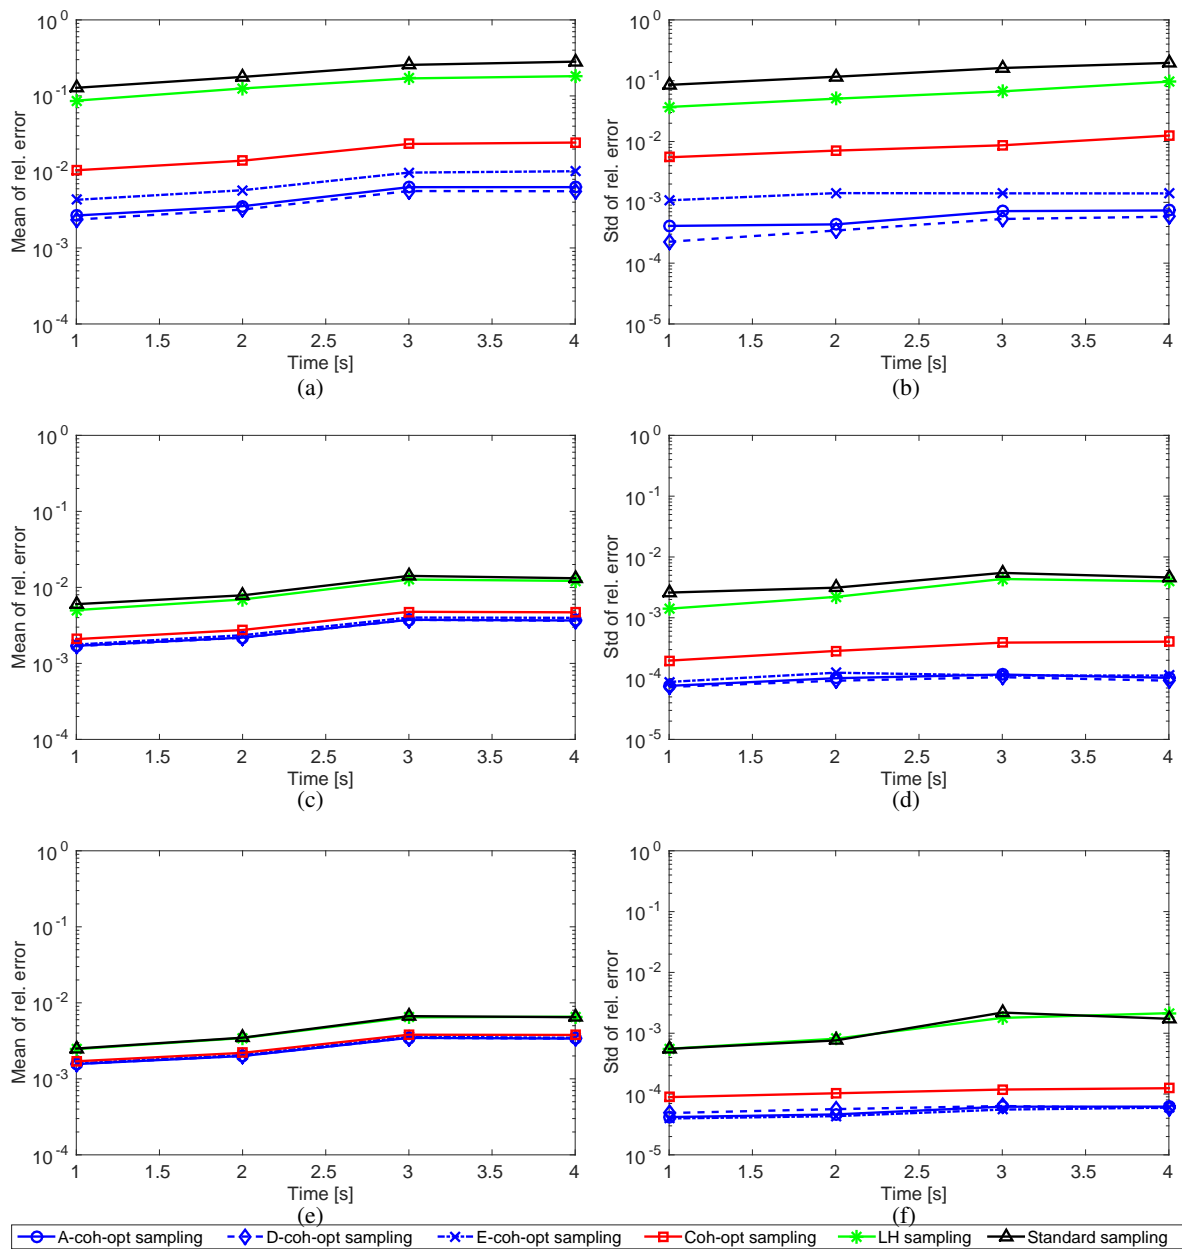 10^0
10^-1
10^-2
10^-3
10^-4
Mean of rel. error
1 1.5 2 2.5 3 3.5 4
Time [s]
(a)
10^0
10^-1
10^-2
10^-3
10^-4
10^-5
Std of rel. error
1 1.5 2 2.5 3 3.5 4
Time [s]
(b)
10^0
10^-1
10^-2
10^-3
10^-4
Mean of rel. error
1 1.5 2 2.5 3 3.5 4
Time [s]
(c)
10^0
10^-1
10^-2
10^-3
10^-4
10^-5
Std of rel. error
1 1.5 2 2.5 3 3.5 4
Time [s]
(d)
10^0
10^-1
10^-2
10^-3
10^-4
Mean of rel. error
1 1.5 2 2.5 3 3.5 4
Time [s]
(e)
10^0
10^-1
10^-2
10^-3
10^-4
10^-5
Std of rel. error
1 1.5 2 2.5 3 3.5 4
Time [s]
(f)
A-coh-opt sampling D-coh-opt sampling E-coh-opt sampling Coh-opt sampling LH sampling Standard sampling